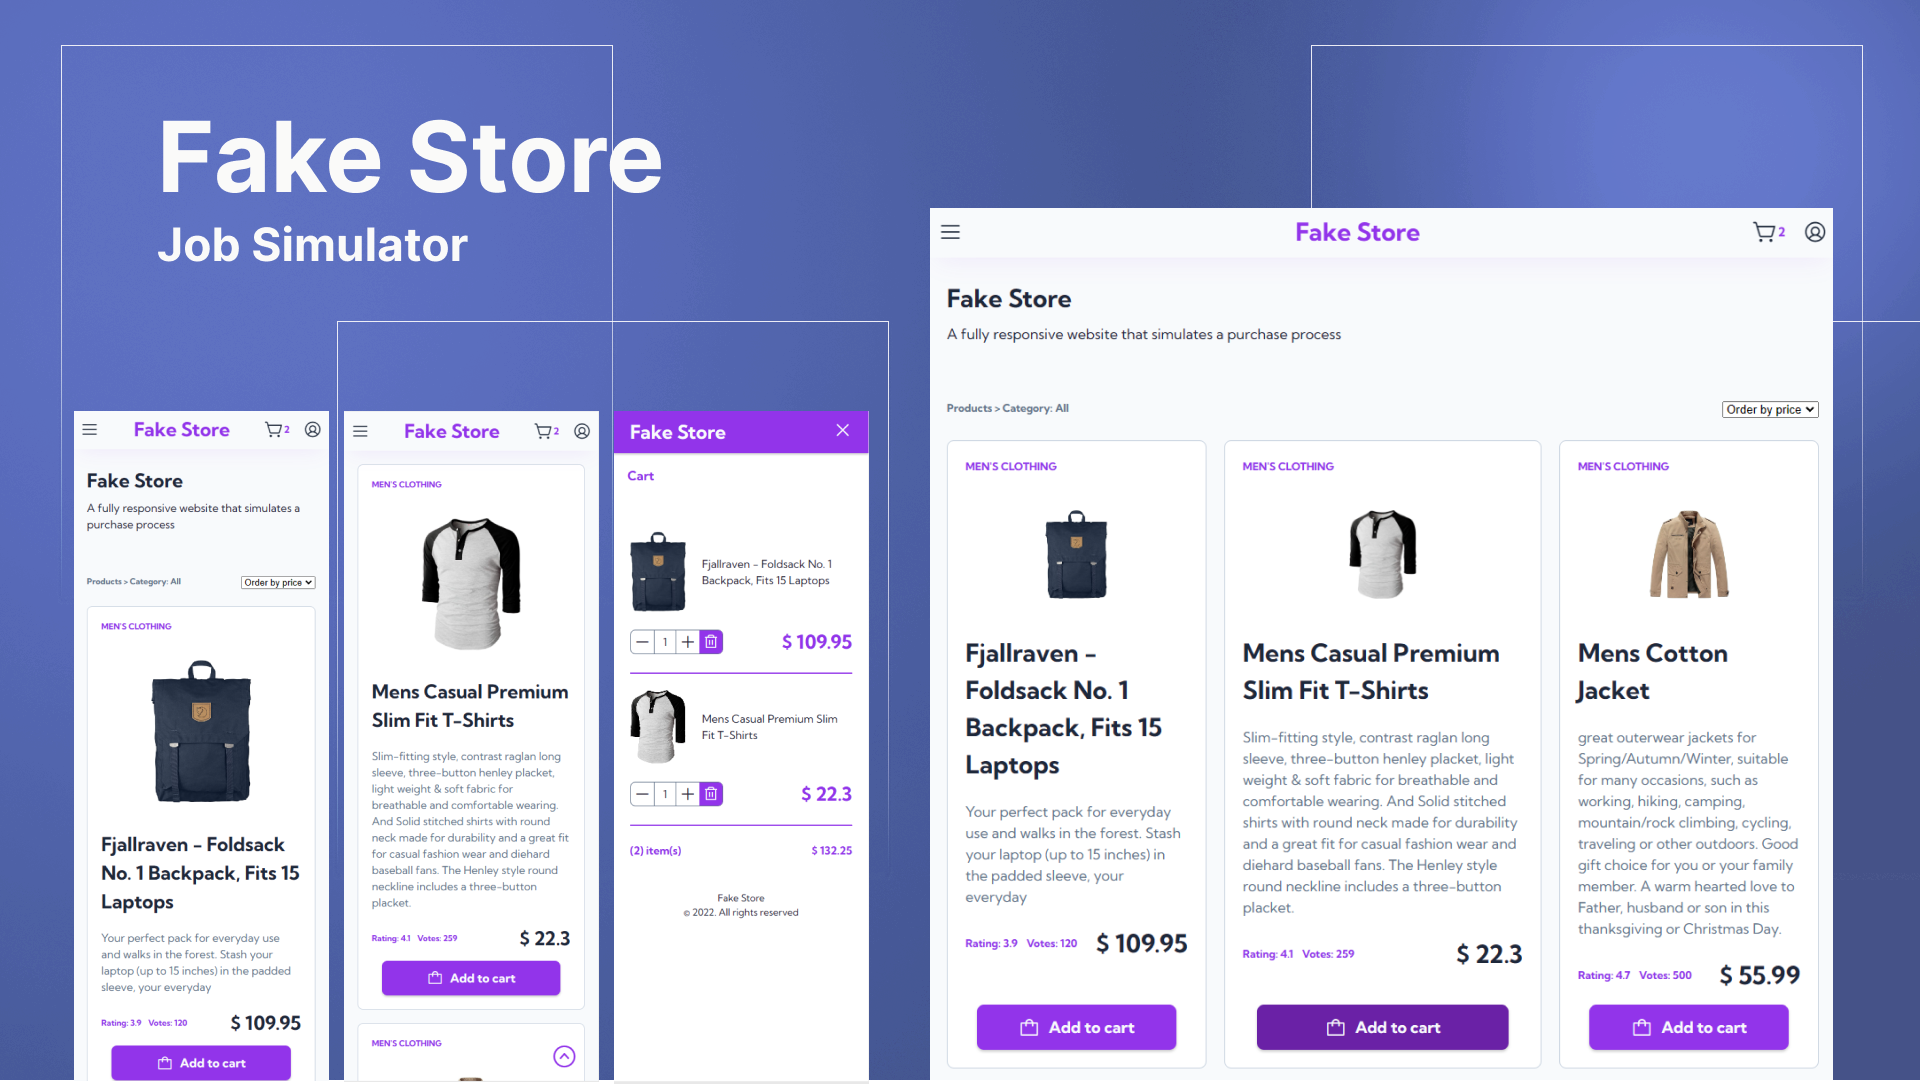 Fake Store
Job Simulator
Fake Store
2
Fake Store
A fully responsive website that simulates a
purchase process
Products > Category: All
Order by price
MEN'S CLOTHING
Fjallraven - Foldsack
No. 1 Backpack, Fits 15
Laptops
Your perfect pack for everyday use
and walks in the forest. Stash your
laptop (up to 15 inches) in the padded
sleeve, your everyday
Rating: 3.9 Votes: 120
$ 109.95
Add to cart
Fake Store
2
MEN'S CLOTHING
Mens Casual Premium
Slim Fit T-Shirts
Slim-fitting style, contrast raglan long
sleeve, three-button henley placket,
light weight & soft fabric for
breathable and comfortable wearing.
And Solid stitched shirts with round
neck made for durability and a great fit
for casual fashion wear and diehard
baseball fans. The Henley style round
neckline includes a three-button
placket.
Rating: 4.1 Votes: 259
$ 22.3
Add to cart
MEN'S CLOTHING
Fake Store
Cart
Fjallraven - Foldsack No. 1
Backpack, Fits 15 Laptops
1
$ 109.95
Mens Casual Premium Slim
Fit T-Shirts
1
$ 22.3
(2) item(s)
$ 132.25
Fake Store
© 2022. All rights reserved
Fake Store
2
Fake Store
A fully responsive website that simulates a purchase process
Products > Category: All
Order by price
MEN'S CLOTHING
Fjallraven -
Foldsack No. 1
Backpack, Fits 15
Laptops
Your perfect pack for everyday
use and walks in the forest. Stash
your laptop (up to 15 inches) in
the padded sleeve, your
everyday
Rating: 3.9 Votes: 120
$ 109.95
Add to cart
MEN'S CLOTHING
Mens Casual Premium
Slim Fit T-Shirts
Slim-fitting style, contrast raglan long
sleeve, three-button henley placket, light
weight & soft fabric for breathable and
comfortable wearing. And Solid stitched
shirts with round neck made for durability
and a great fit for casual fashion wear and
diehard baseball fans. The Henley style
round neckline includes a three-button
placket.
Rating: 4.1 Votes: 259
$ 22.3
Add to cart
MEN'S CLOTHING
Mens Cotton
Jacket
great outerwear jackets for
Spring/Autumn/Winter, suitable
for many occasions, such as
working, hiking, camping,
mountain/rock climbing, cycling,
traveling or other outdoors. Good
gift choice for you or your family
member. A warm hearted love to
Father, husband or son in this
thanksgiving or Christmas Day.
Rating: 4.7 Votes: 500
$ 55.99
Add to cart